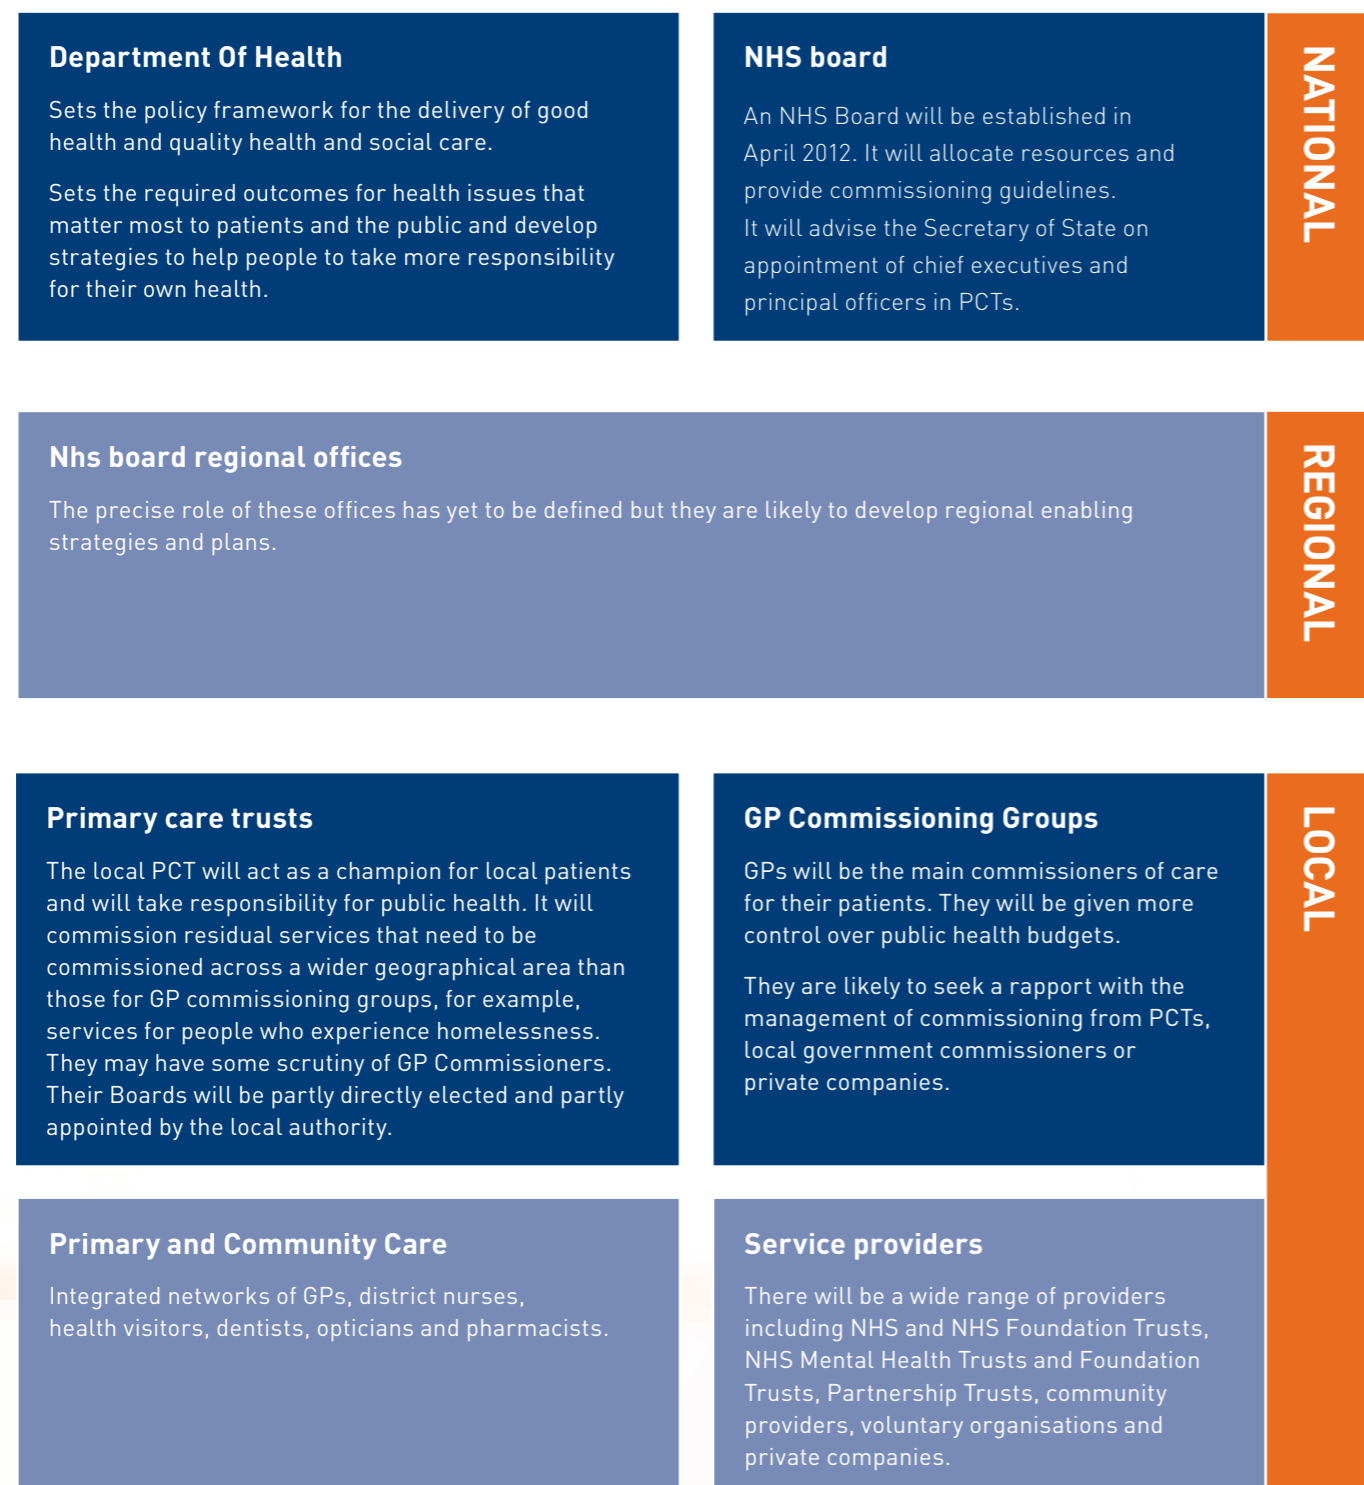 Department Of Health
Sets the policy framework for the delivery of good
health and quality health and social care.
Sets the required outcomes for health issues that
matter most to patients and the public and develop
strategies to help people to take more responsibility
for their own health.
NHS board
An NHS Board will be established in
April 2012. It will allocate resources and
provide commissioning guidelines.
It will advise the Secretary of State on
appointment of chief executives and
principal officers in PCTs.
NATIONAL
Nhs board regional offices
The precise role of these offices has yet to be defined but they are likely to develop regional enabling
strategies and plans.
REGIONAL
Primary care trusts
The local PCT will act as a champion for local patients
and will take responsibility for public health. It will
commission residual services that need to be
commissioned across a wider geographical area than
those for GP commissioning groups, for example,
services for people who experience homelessness.
They may have some scrutiny of GP Commissioners.
Their Boards will be partly directly elected and partly
appointed by the local authority.
GP Commissioning Groups
GPs will be the main commissioners of care
for their patients. They will be given more
control over public health budgets.
They are likely to seek a rapport with the
management of commissioning from PCTs,
local government commissioners or
private companies.
LOCAL
Primary and Community Care
Integrated networks of GPs, district nurses,
health visitors, dentists, opticians and pharmacists.
Service providers
There will be a wide range of providers
including NHS and NHS Foundation Trusts,
NHS Mental Health Trusts and Foundation
Trusts, Partnership Trusts, community
providers, voluntary organisations and
private companies.